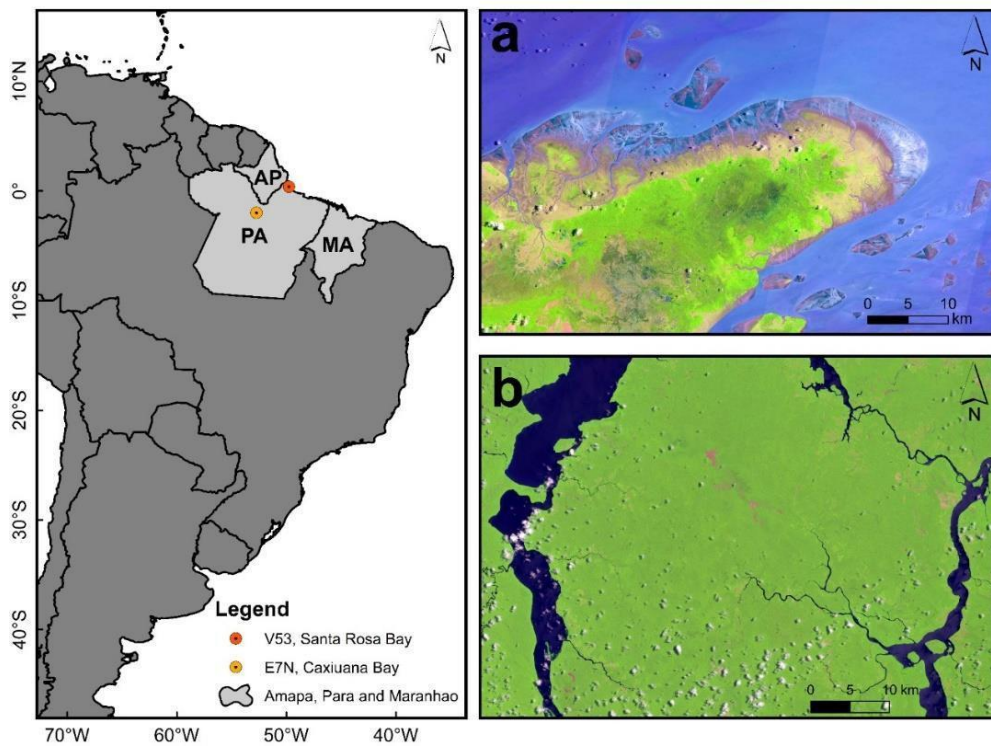 N
10°N
0°
10°S
20°S
30°S
40°S
AP
PA
MA
Legend
V53, Santa Rosa Bay
E7N, Caxiuana Bay
Amapa, Para and Maranhao
70°W 60°W 50°W 40°W
a
N
0 5 10
km
b
N
0 5 10 km